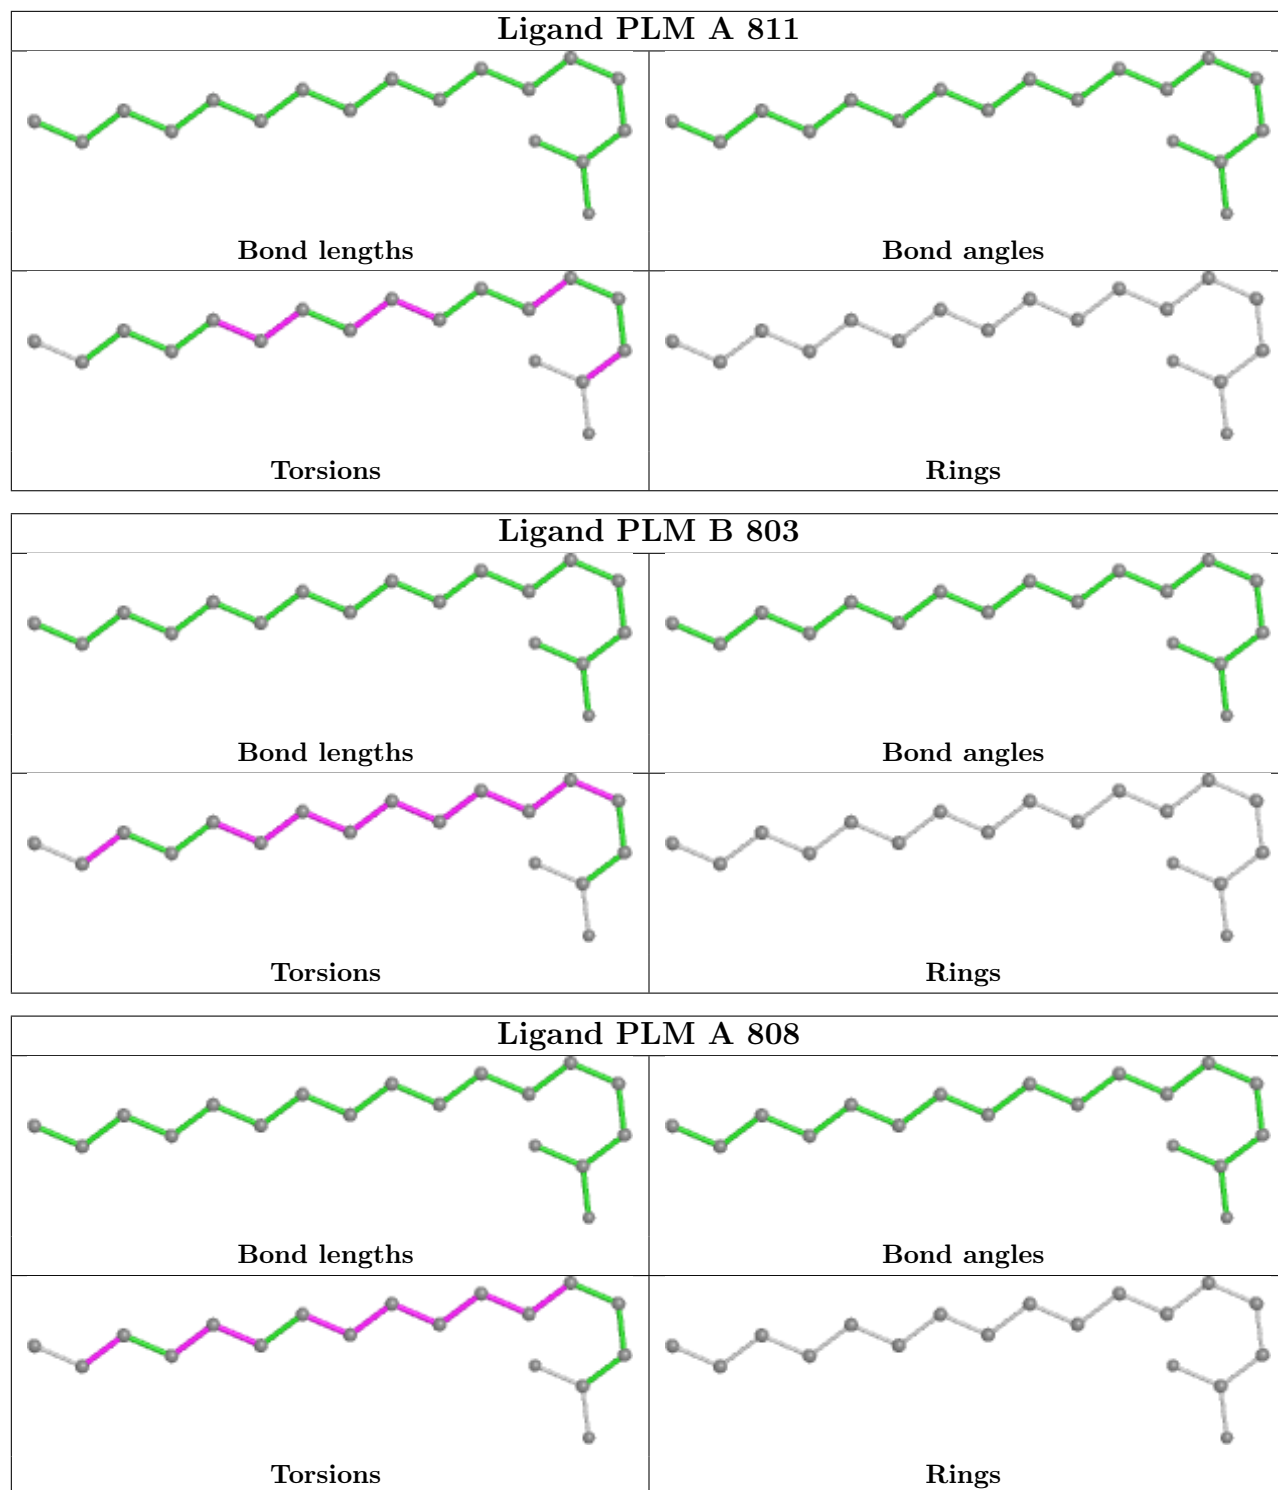 Ligand PLM A 811
Bond lengths
Bond angles
Torsions
Rings
Ligand PLM B 803
Bond lengths
Bond angles
Torsions
Rings
Ligand PLM A 808
Bond lengths
Bond angles
Torsions
Rings